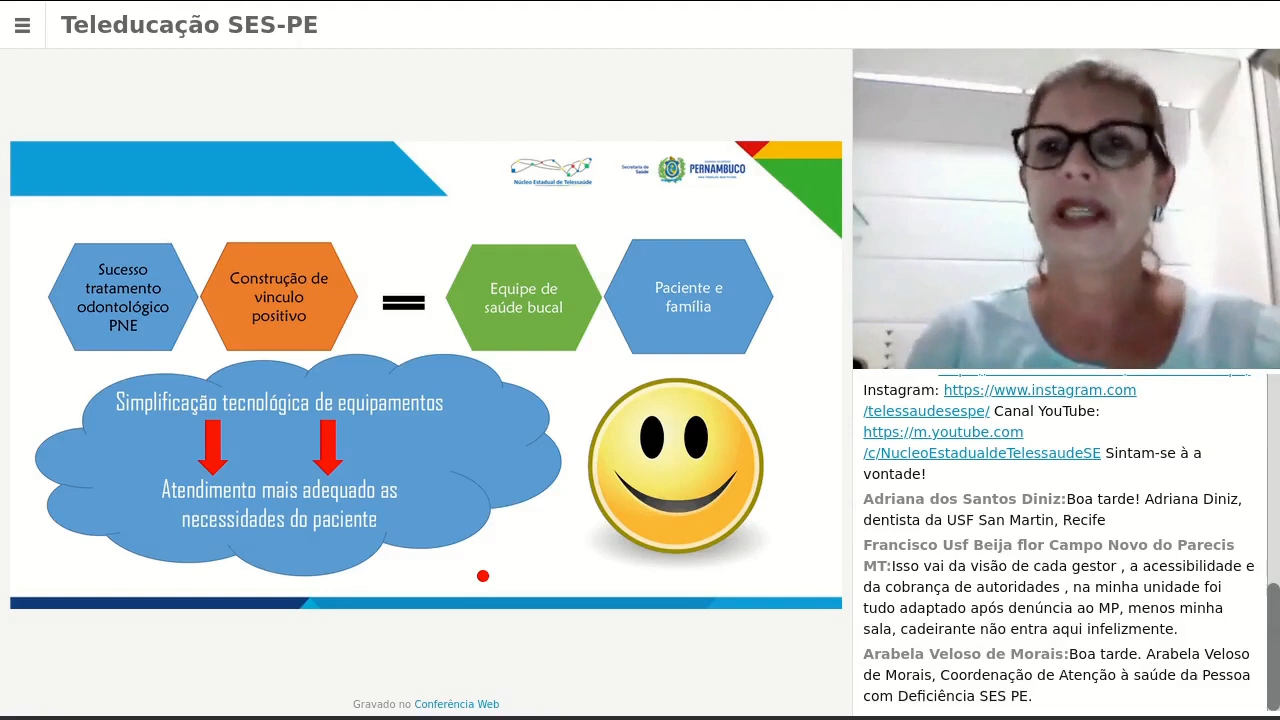 Teleducação SES-PE
Núcleo Estadual de Telessaúde
Secretaria de
Saúde
PERNAMBUCO
Sucesso
tratamento
odontológico
PNE
Construção de
vinculo
positivo
Equipe de
saúde bucal
Paciente e
família
Simplificação tecnológica de equipamentos
Atendimento mais adequado as
necessidades do paciente
Gravado no Conferência Web
Instagram: https://www.instagram.com
/telessaudesespe/ Canal YouTube:
https://m.youtube.com
/c/NucleoEstadualdeTelessaudeSE Sintam-se à a
vontade!
Adriana dos Santos Diniz:Boa tarde! Adriana Diniz,
dentista da USF San Martin, Recife
Francisco Usf Beija flor Campo Novo do Parecis
MT:Isso vai da visão de cada gestor , a acessibilidade e
da cobrança de autoridades , na minha unidade foi
tudo adaptado após denúncia ao MP, menos minha
sala, cadeirante não entra aqui infelizmente.
Arabela Veloso de Morais:Boa tarde. Arabela Veloso
de Morais, Coordenação de Atenção à saúde da Pessoa
com Deficiência SES PE.